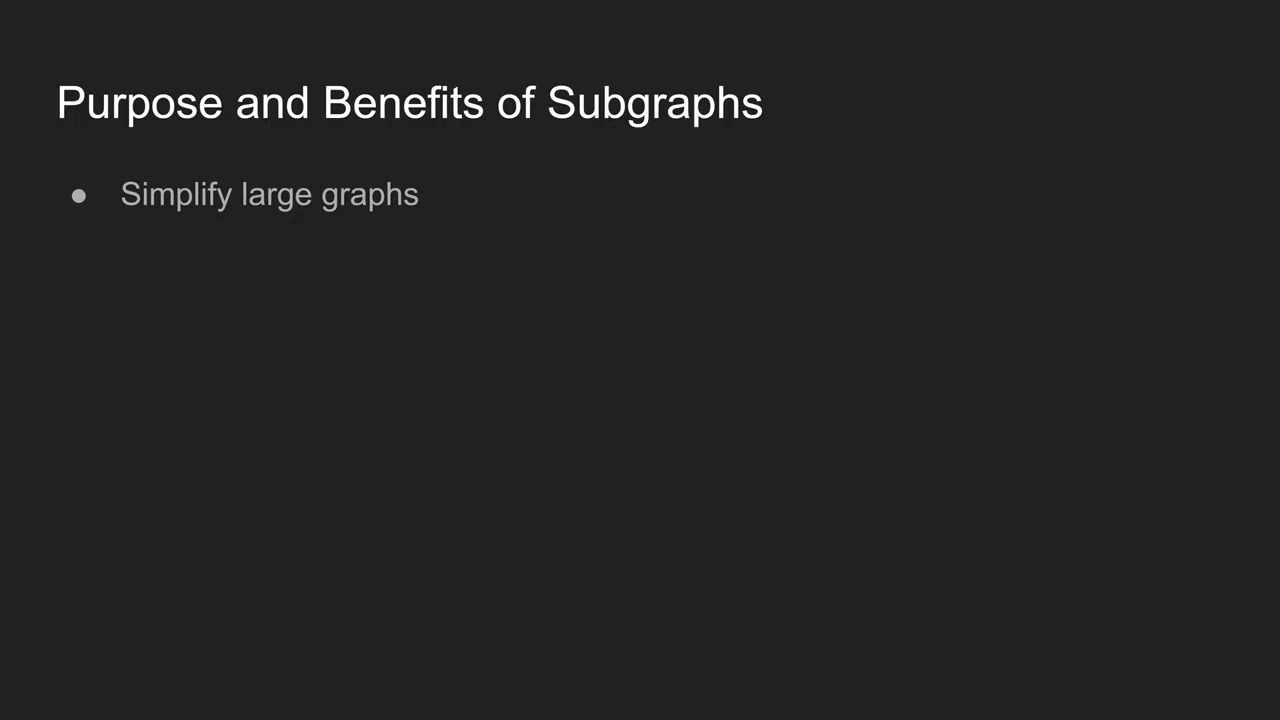 Purpose and Benefits of Subgraphs
● Simplify large graphs